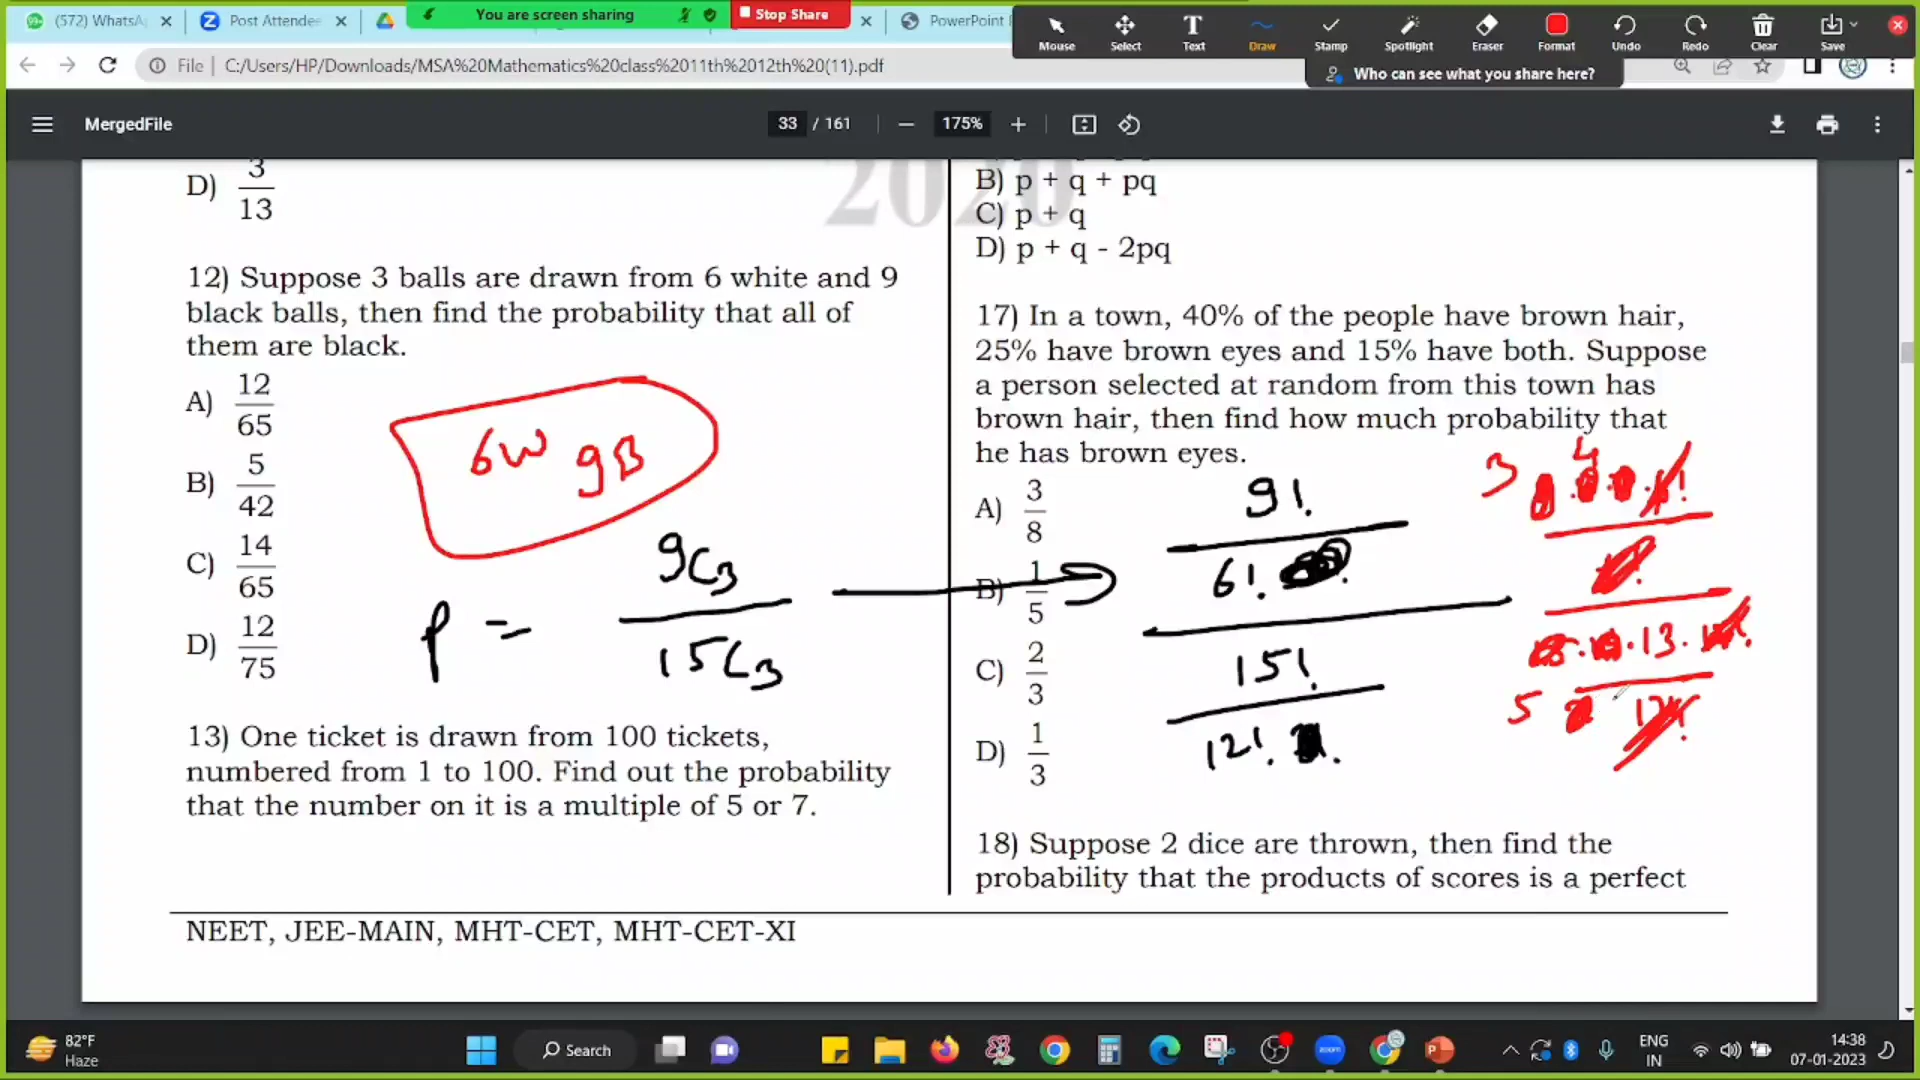 (572) WhatsA
Post Attende
You are screen sharing
Stop Share
PowerPoint
Mouse
Select
Text
Draw
Stamp
Spotlight
Eraser
Format
Undo
Redo
Clear
Save
File | C:/Users/HP/Downloads/MSA%20Mathematics%20class%2011th%2012th%20(11).pdf
Who can see what you share here?
MergedFile
33 / 161
175%
2020
D) 3/13
12) Suppose 3 balls are drawn from 6 white and 9
black balls, then find the probability that all of
them are black.
A) 12/65
B) 5/42
C) 14/65
D) 12/75
6W 9B
P = 9C3/15C3
13) One ticket is drawn from 100 tickets,
numbered from 1 to 100. Find out the probability
that the number on it is a multiple of 5 or 7.
B) p + q + pq
C) p + q
D) p + q - 2pq
17) In a town, 40% of the people have brown hair,
25% have brown eyes and 15% have both. Suppose
a person selected at random from this town has
brown hair, then find how much probability that
he has brown eyes.
A) 3/8
B) 1/5
C) 2/3
D) 1/3
9!
6!.
15!
12!.
3 4
13
5 12!
18) Suppose 2 dice are thrown, then find the
probability that the products of scores is a perfect
NEET, JEE-MAIN, MHT-CET, MHT-CET-XI
82°F
Haze
Search
zoom
ENG
IN
14:38
07-01-2023